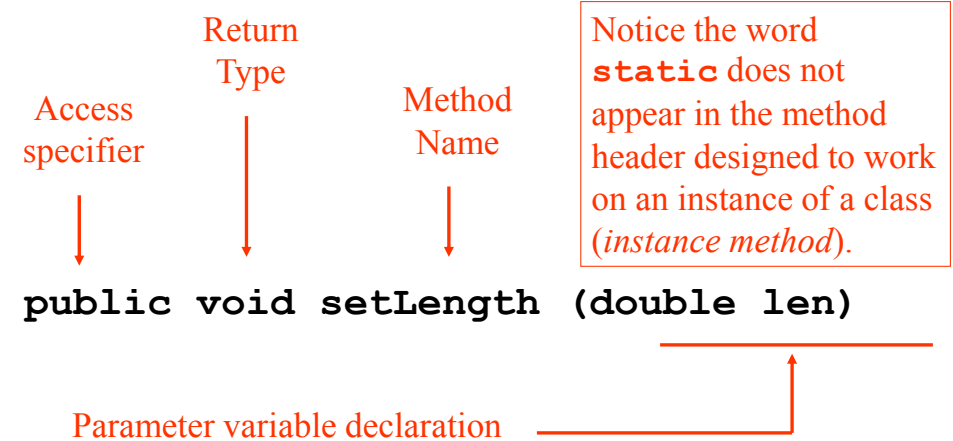 Access
specifier
Return
Type
Method
Name
Notice the word
static does not
appear in the method
header designed to work
on an instance of a class
(instance method).
public void setLength (double len)
Parameter variable declaration